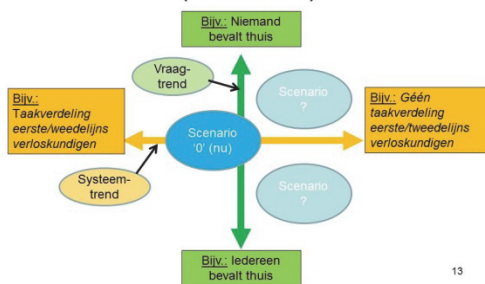 Bijv.: Niemand
bevalt thuis
Vraag-
trend
Scenario
?
Bijv.:
Taakverdeling
eerste/weedelijns
verloskundigen
Scenario
'0' (nu)
Bijv.: Géén
taakverdeling
eerste/tweedelijns
verloskundigen
Systeem-
trend
Scenario
?
Bijv.: Iedereen
bevalt thuis
13